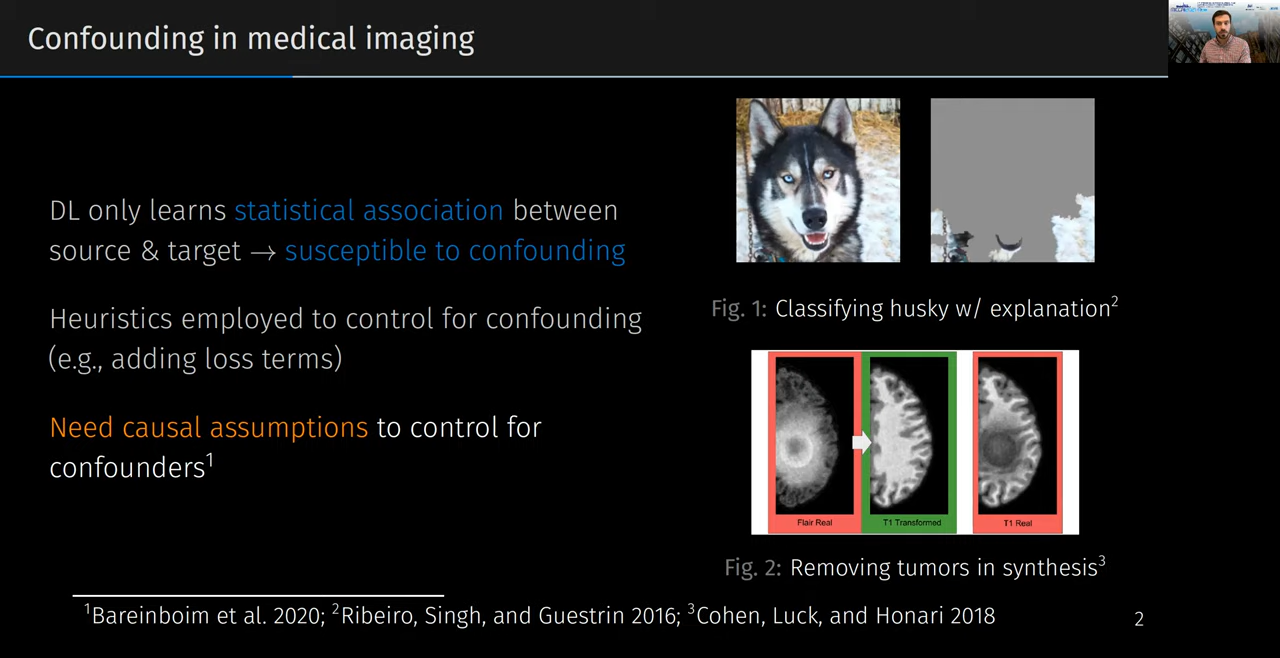 Confounding in medical imaging
DL only learns statistical association between
source & target → susceptible to confounding
Heuristics employed to control for confounding
(e.g., adding loss terms)
Need causal assumptions to control for
confounders¹
Fig. 1: Classifying husky w/ explanation²
Flair Real
T1 Transformed
T1 Real
Fig. 2: Removing tumors in synthesis³
¹Bareinboim et al. 2020; ²Ribeiro, Singh, and Guestrin 2016; ³Cohen, Luck, and Honari 2018
2